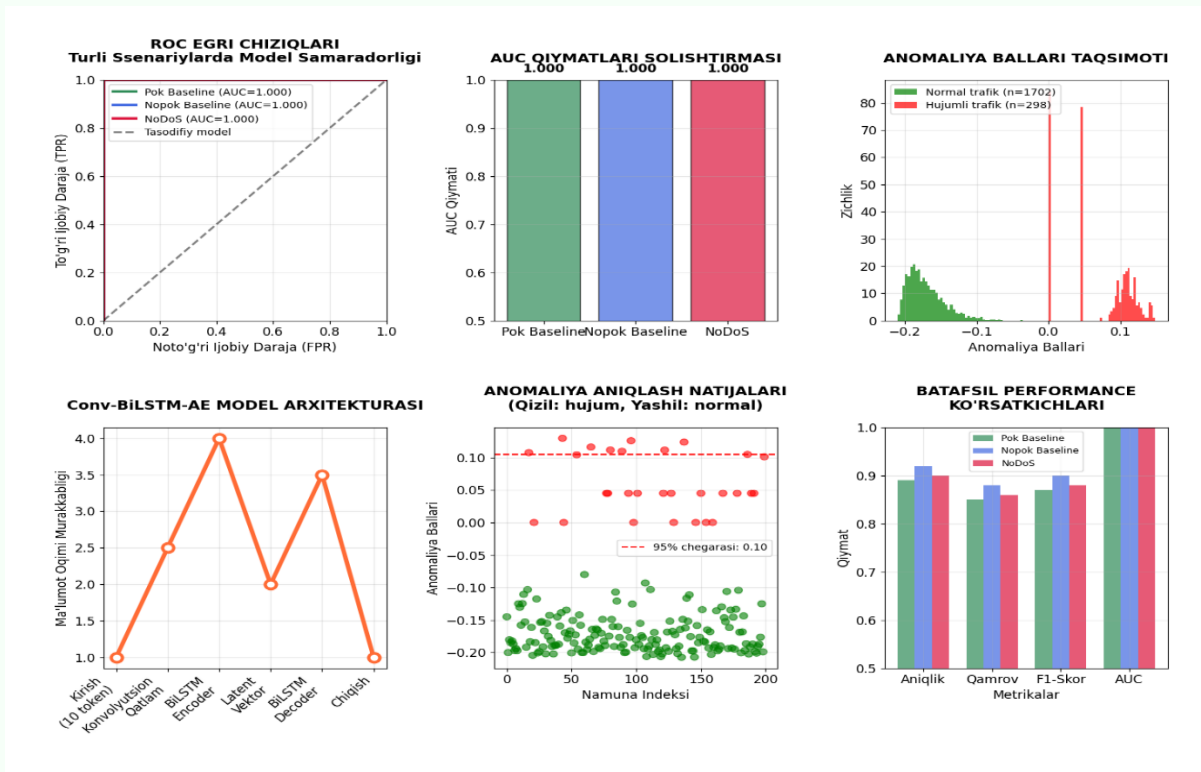 ROC EGRI CHIZIQLARI
Turli Ssenariylarda Model Samaradorligi
1.0
0.8
0.6
0.4
0.2
0.0
To'g'ri Ijobiy Daraja (TPR)
Pok Baseline (AUC=1.000)
Nopok Baseline (AUC=1.000)
NoDoS (AUC=1.000)
Tasodifiy model
0.0 0.2 0.4 0.6 0.8 1.0
Noto'g'ri Ijobiy Daraja (FPR)
AUC QIYMATLARI SOLISHTIRMASI
1.000 1.000 1.000
1.0
0.9
0.8
0.7
0.6
0.5
AUC Qiymati
Pok Baseline Nopok Baseline NoDoS
ANOMALIYA BALLARI TAQSIMOTI
Normal trafik (n=1702)
Hujumli trafik (n=298)
80
70
60
50
40
30
20
10
0
Zichlik
−0.2 −0.1 0.0 0.1
Anomaliya Ballari
Conv-BiLSTM-AE MODEL ARXITEKTURASI
4.0
3.5
3.0
2.5
2.0
1.5
1.0
Ma'lumot Oqimi Murakkabligi
Kirish
(10 token)
Konvolyutsion
Qatlam
BiLSTM
Encoder
Latent
Vektor
BiLSTM
Decoder
Chiqish
ANOMALIYA ANIQLASH NATIJALARI
(Qizil: hujum, Yashil: normal)
0.10
0.05
0.00
−0.05
−0.10
−0.15
−0.20
Anomaliya Ballari
95% chegarasi: 0.10
0 50 100 150 200
Namuna Indeksi
BATAFSIL PERFORMANCE
KO'RSATKICHLARI
1.0
0.9
0.8
0.7
0.6
0.5
Qiymat
Pok Baseline
Nopok Baseline
NoDoS
Aniqlik Qamrov F1-Skor AUC
Metrikalar